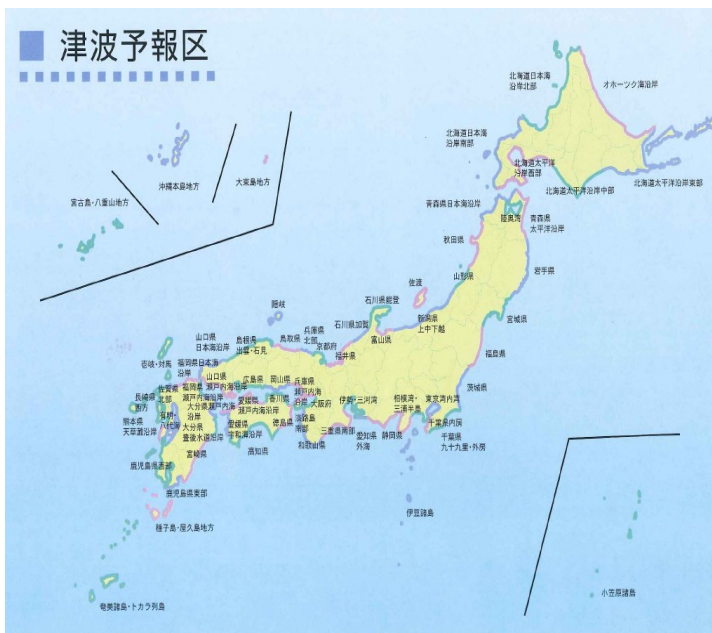 津波予報区
北海道日本海
沿岸北部
オホーツク海沿岸
北海道日本海
沿岸南部
北海道太平洋
沿岸西部
北海道太平洋沿岸中部
北海道太平洋沿岸東部
沖縄本島地方
大東島地方
宮古島・八重山地方
青森県日本海沿岸
陸奥湾
青森県
太平洋沿岸
秋田県
岩手県
山形県
佐渡
宮城県
隠岐
石川県能登
新潟県
上中下越
石川県加賀
富山県
福島県
山口県
日本海沿岸
島根県
出雲・石見
鳥取県
兵庫県
北部
京都府
福井県
壱岐・対馬
福岡県日本海
沿岸
山口県
瀬戸内海沿岸
広島県
岡山県
兵庫県
瀬戸内海
沿岸
茨城県
佐賀県
北部
福岡県
瀬戸内海沿岸
長崎県
西方
有明・
八代海
大分県瀬戸内海
沿岸
愛媛県
瀬戸内海沿岸
香川県
大阪府
伊勢・三河湾
相模湾・
三浦半島
東京湾内湾
淡路島
南部
熊本県
天草灘沿岸
大分県
豊後水道沿岸
愛媛県
宇和海沿岸
徳島県
三重県南部
愛知県
外海
静岡県
千葉県内房
千葉県
九十九里・外房
高知県
和歌山県
宮崎県
鹿児島県西部
鹿児島県東部
種子島・屋久島地方
伊豆諸島
小笠原諸島
奄美諸島・トカラ列島